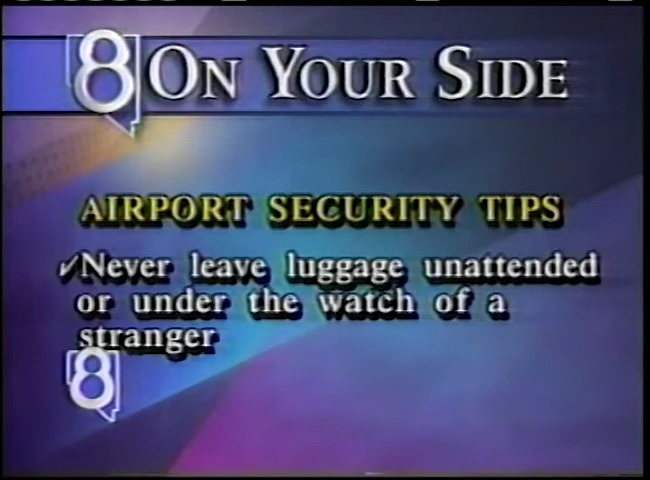 8 ON YOUR SIDE
AIRPORT SECURITY TIPS
✓Never leave luggage unattended
or under the watch of a
stranger
8